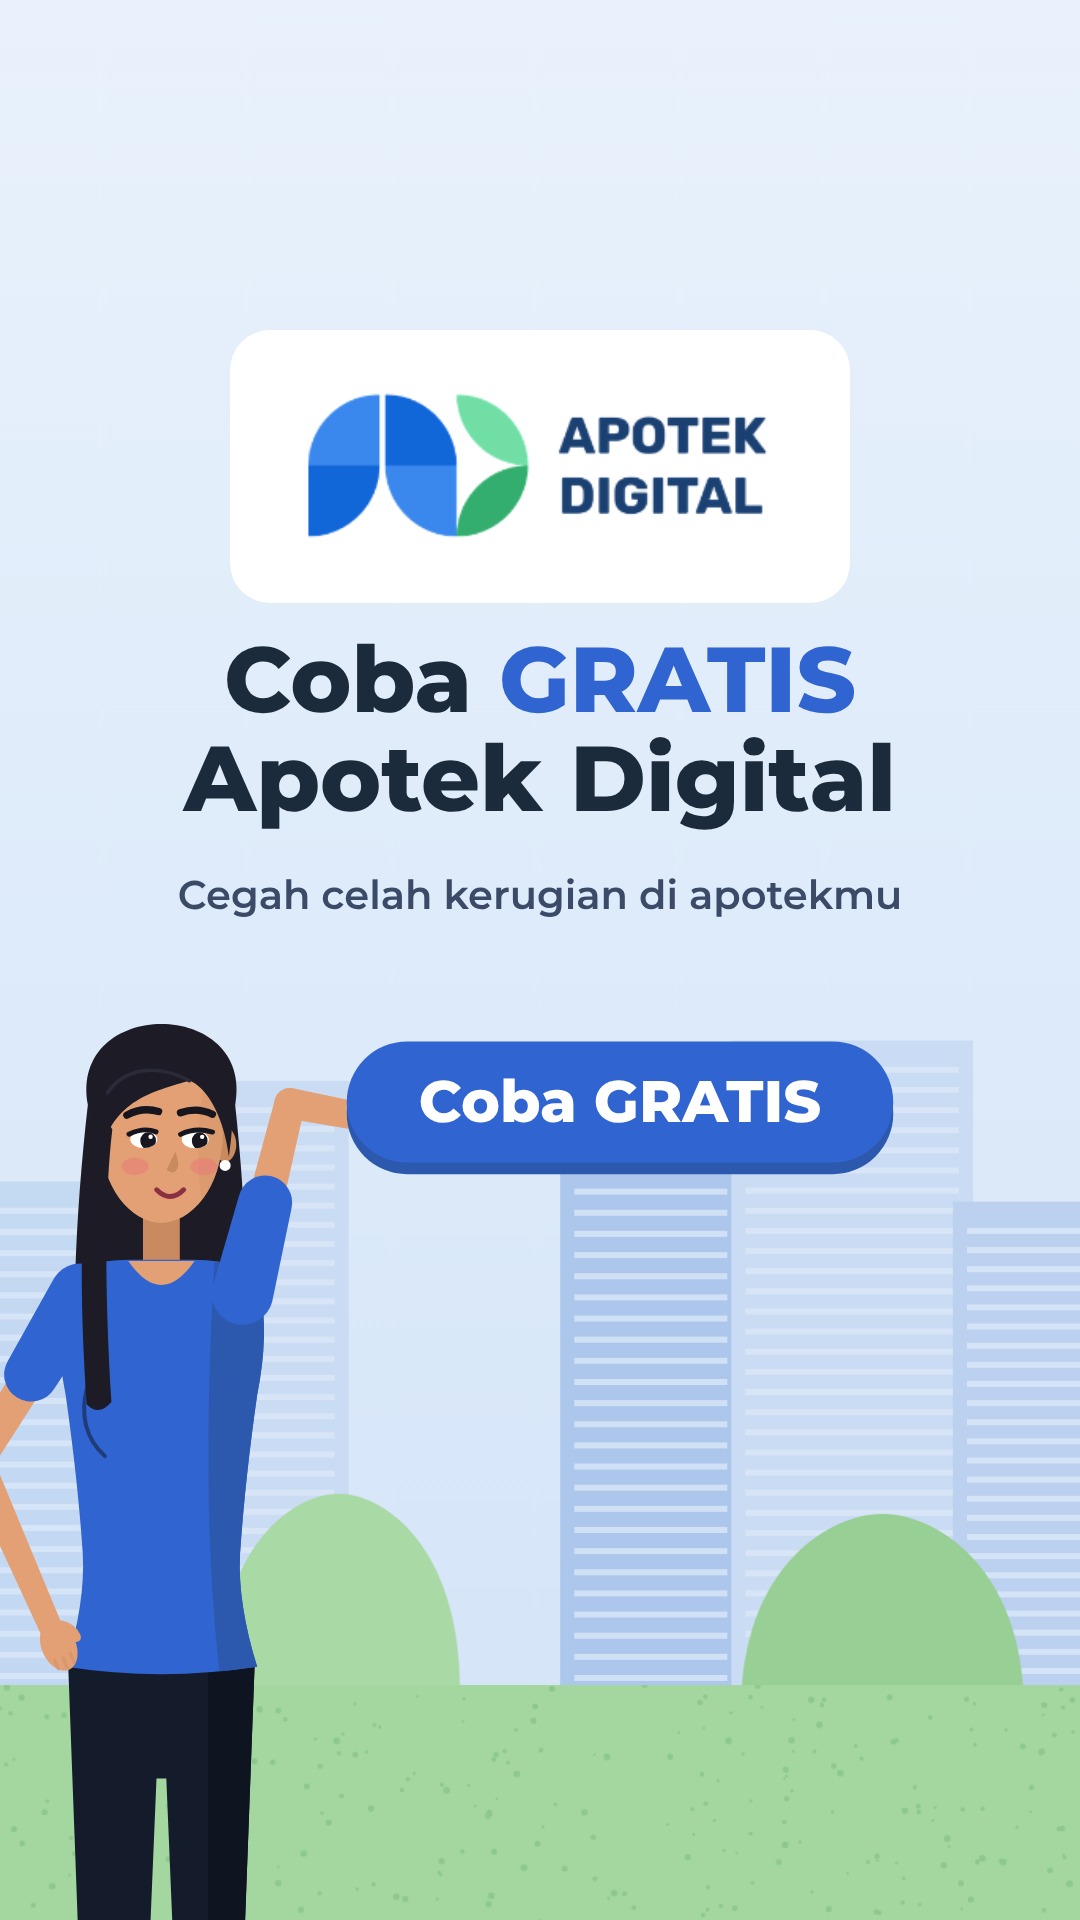 APOTEK
DIGITAL
Coba GRATIS
Apotek Digital
Cegah celah kerugian di apotekmu
Coba GRATIS